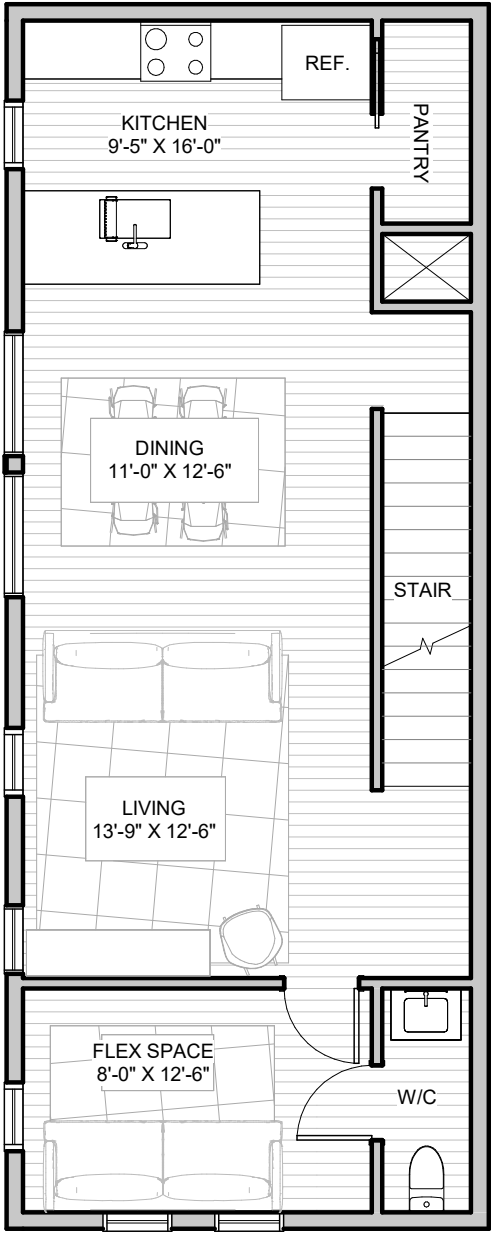 REF.
KITCHEN
9'-5" X 16'-0"
PANTRY
DINING
11'-0" X 12'-6"
STAIR
LIVING
13'-9" X 12'-6"
FLEX SPACE
8'-0" X 12'-6"
W/C